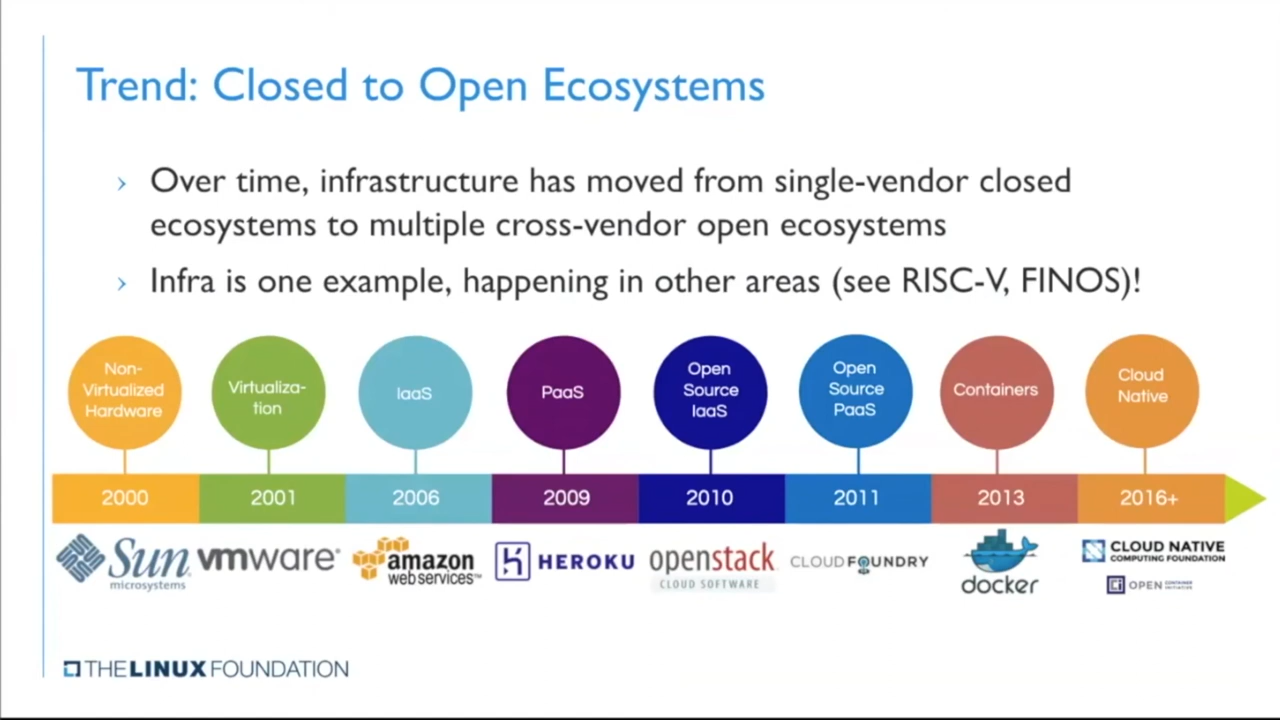 Trend: Closed to Open Ecosystems
› Over time, infrastructure has moved from single-vendor closed
ecosystems to multiple cross-vendor open ecosystems
› Infra is one example, happening in other areas (see RISC-V, FINOS)!
Non-
Virtualized
Hardware
Virtualiza-
tion
IaaS
PaaS
Open
Source
IaaS
Open
Source
PaaS
Containers
Cloud
Native
2000 2001 2006 2009 2010 2011 2013 2016+
Sun
microsystems
vmware®
amazon
web services™
HEROKU
openstack
CLOUD SOFTWARE
CLOUD FOUNDRY
docker
CLOUD NATIVE
COMPUTING FOUNDATION
OPEN CONTAINER
INITIATIVE
THE LINUX FOUNDATION